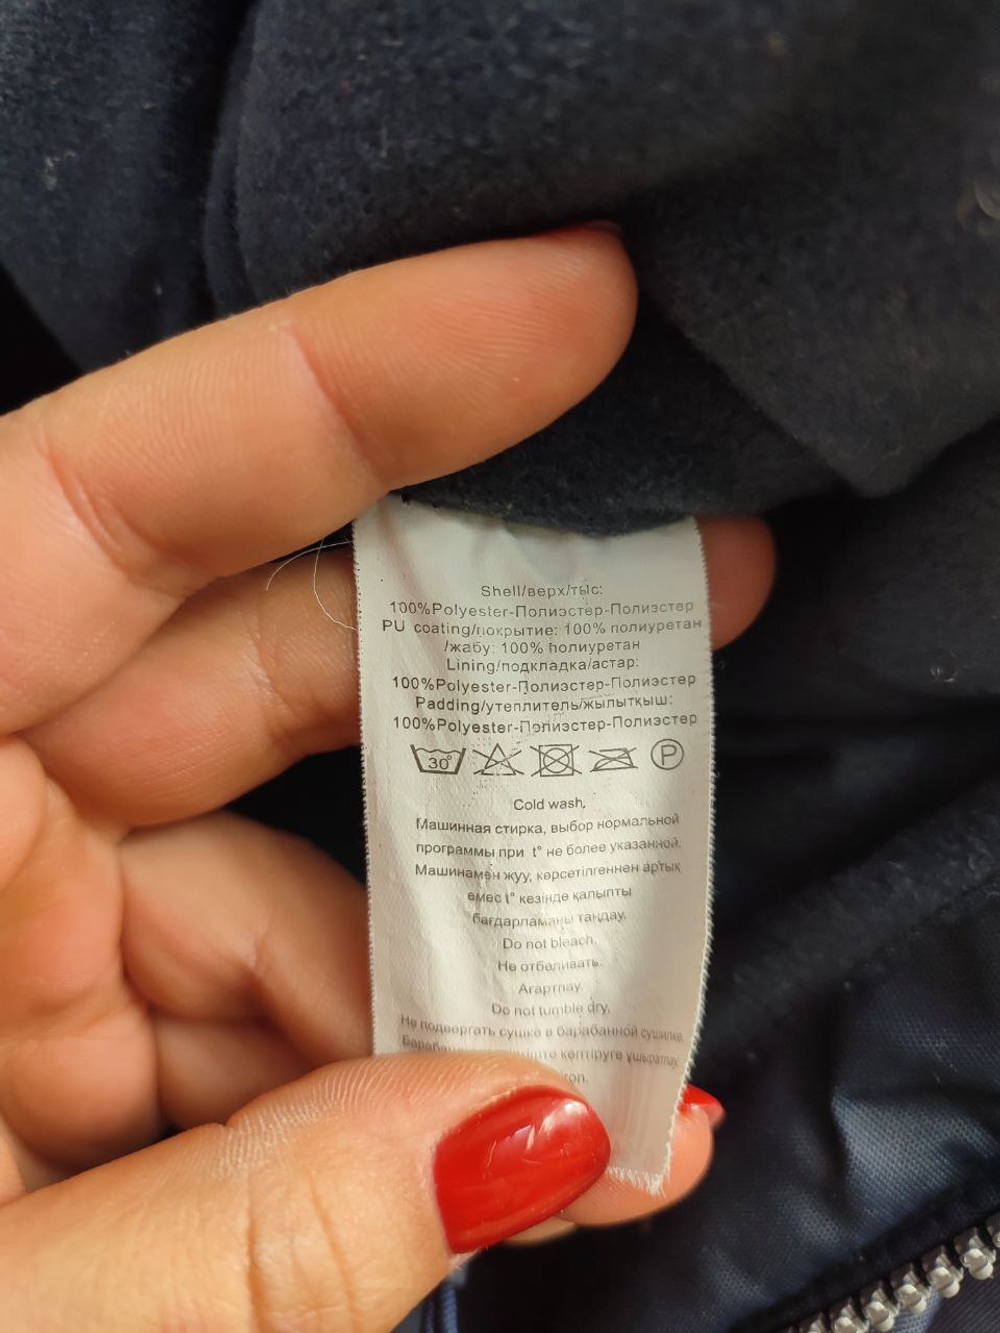 Shell/верх/тыс:
100%Polyester-Полиэстер-Полиэстер
PU coating/покрытие: 100% полиуретан
/жабу: 100% полиуретан
Lining/подкладка/астар:
100%Polyester-Полиэстер-Полиэстер
Padding/утеплитель/жылытқыш:
100%Polyester-Полиэстер-Полиэстер
30° P
Cold wash,
Машинная стирка, выбор нормальной
программы при t° не более указанной.
Машинамен жуу, көрсетілгеннен артық
емес t° кезінде қалыпты
бағдарламаны таңдау.
Do not bleach.
Не отбеливать.
Ағартпау.
Do not tumble dry,
Не подвергать сушке в барабанной сушилке.
кептіруге ұшыратпау
iron.